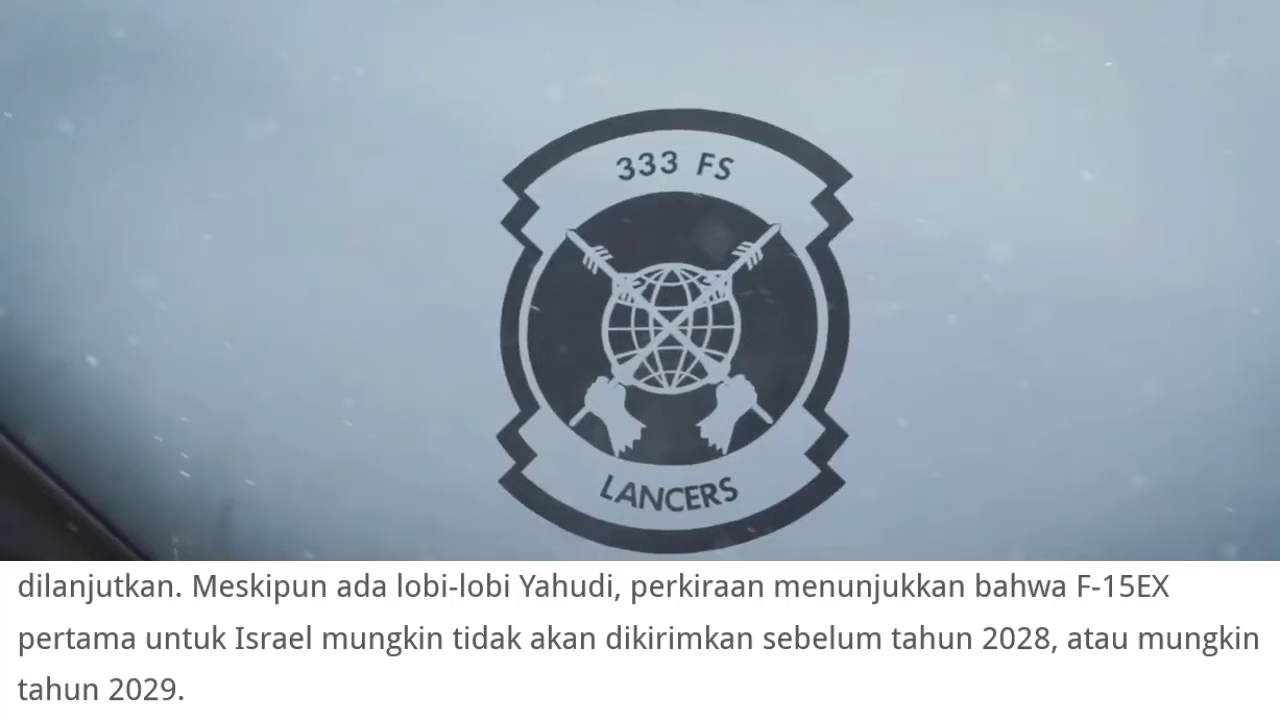 333 FS
LANCERS
dilanjutkan. Meskipun ada lobi-lobi Yahudi, perkiraan menunjukkan bahwa F-15EX
pertama untuk Israel mungkin tidak akan dikirimkan sebelum tahun 2028, atau mungkin
tahun 2029.